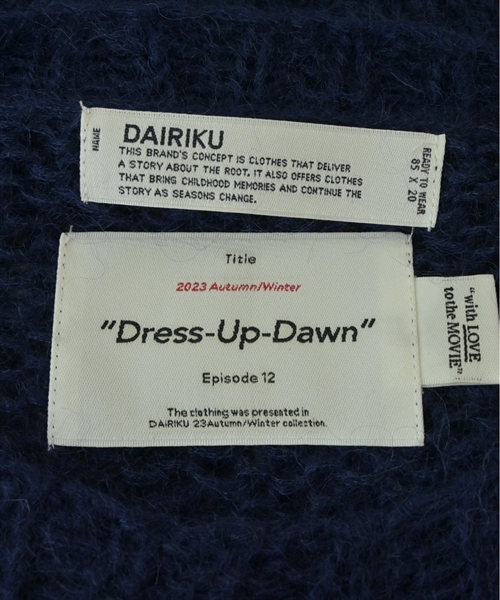 NAME
DAIRIKU
THIS BRAND'S CONCEPT IS CLOTHES THAT DELIVER
A STORY ABOUT THE ROOT. IT ALSO OFFERS CLOTHES
THAT BRING CHILDHOOD MEMORIES AND CONTINUE THE
STORY AS SEASONS CHANGE.
READY TO WEAR
85 X 20
Title
2023 Autumn/Winter
"Dress-Up-Dawn"
Episode 12
The clothing was presented in
DAiRiKU 23Autumn/Winter collection.
"with LOVE
to the MOVIE"